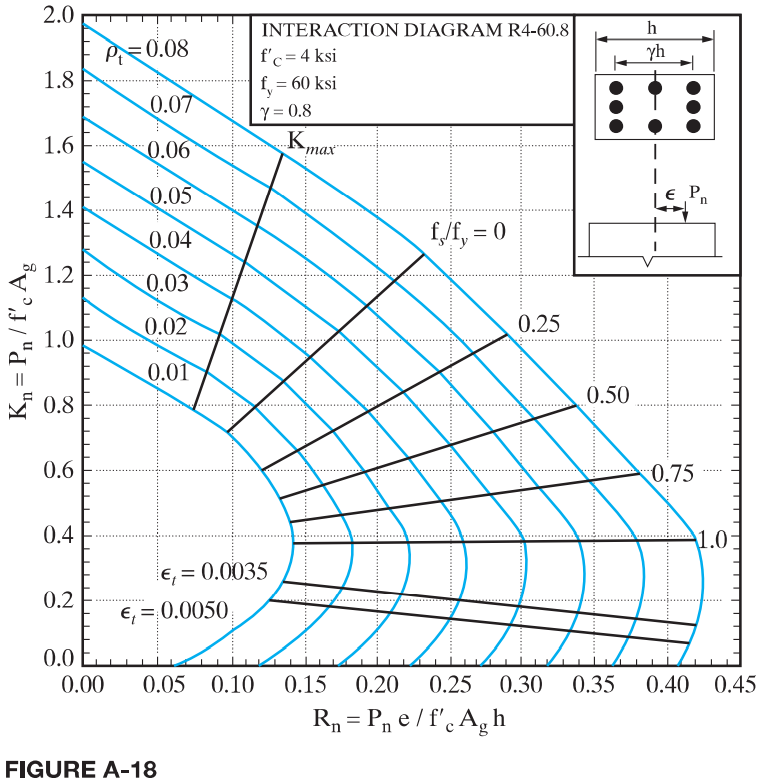 INTERACTION DIAGRAM R4-60.8
f′c = 4 ksi
fy = 60 ksi
γ = 0.8
h
γh
ϵ Pn
2.0
1.8
1.6
1.4
1.2
1.0
0.8
0.6
0.4
0.2
0.0
Kn = Pn / f′c Ag
ρt = 0.08
0.07
0.06
0.05
0.04
0.03
0.02
0.01
Kmax
fs/fy = 0
0.25
0.50
0.75
1.0
ϵt = 0.0035
ϵt = 0.0050
0.00 0.05 0.10 0.15 0.20 0.25 0.30 0.35 0.40 0.45
Rn = Pn e / f′c Ag h
FIGURE A-18